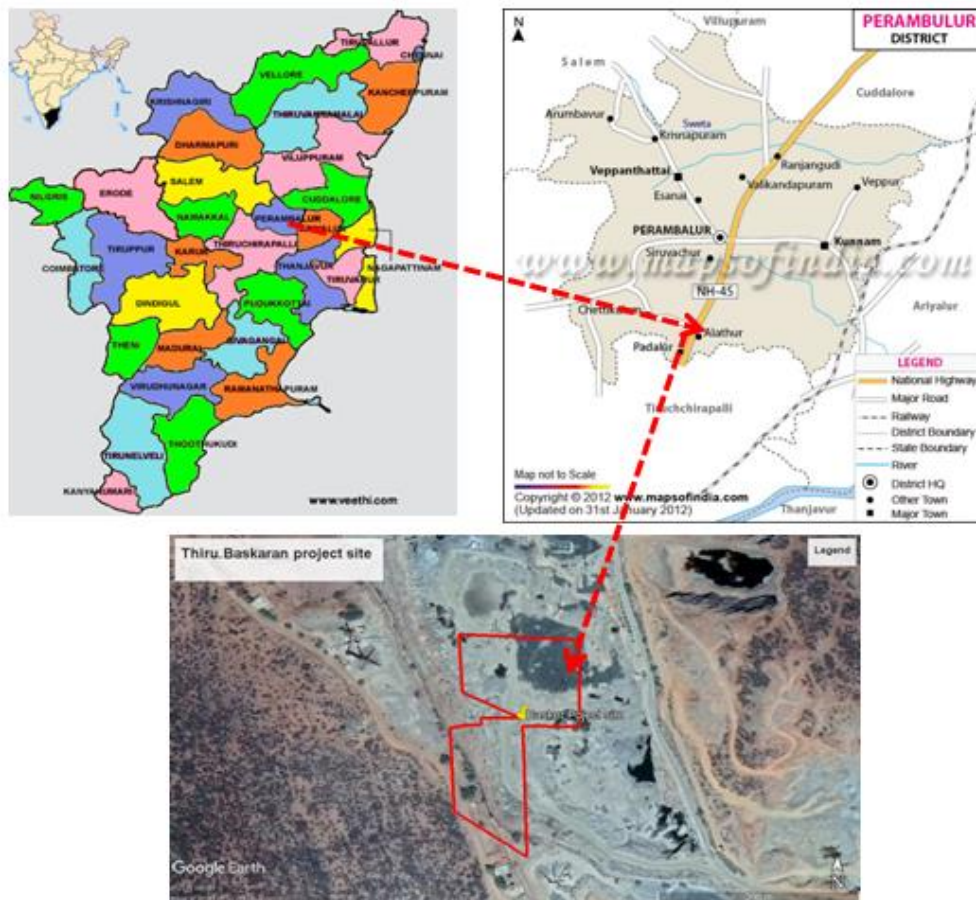 TIRUVALLUR
CHENNAI
VELLORE
KANCHEEPURAM
KRISHNAGIRI
THIRUVANNAMALAI
DHARMAPURI
VILUPPURAM
SALEM
ERODE
NILGRIS
CUDDALORE
NAMAKKAL
PERAMBALUR
TIRUPPUR
KARUR
THIRUCHIRAPALLI
COIMBATORE
THANJAVUR
NAGAPATTINAM
TIRUVARUR
DINDIGUL
PUDUKKOTTAI
THENI
MADURAI
SIVAGANGAI
VIRUDHUNAGAR
RAMANATHAPURAM
THOOTHUKUDI
TIRUNELVELI
KANYAKUMARI
www.veethi.com
N
Villupuram
PERAMBULUR
DISTRICT
Salem
Cuddalore
Arumbavur
Sweta
Krisnapuram
Ranjangudi
Veppanthattai
Valikandapuram
Veppur
Esanai
PERAMBALUR
Kunnam
Siruvachur
www.mapsofindia.com
NH-45
Ariyalur
Alathur
Padalur
Tiruchchirapalli
LEGEND
National Highway
Major Road
Railway
District Boundary
State Boundary
River
District HQ
Other Town
Major Town
Map not to Scale
Copyright © 2012 www.mapsofindia.com
(Updated on 31st January 2012)
Thanjavur
Thiru.Baskaran project site
Legend
Project site
Google Earth
N